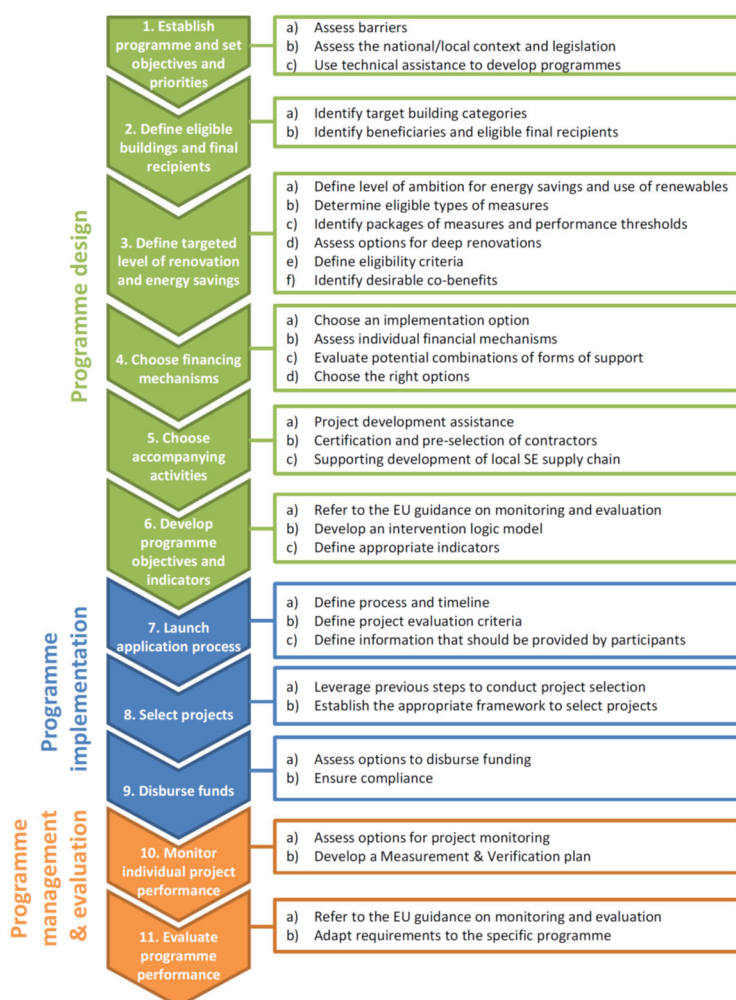 Programme design
1. Establish
programme and set
objectives and
priorities
a) Assess barriers
b) Assess the national/local context and legislation
c) Use technical assistance to develop programmes
2. Define eligible
buildings and final
recipients
a) Identify target building categories
b) Identify beneficiaries and eligible final recipients
3. Define targeted
level of renovation
and energy savings
a) Define level of ambition for energy savings and use of renewables
b) Determine eligible types of measures
c) Identify packages of measures and performance thresholds
d) Assess options for deep renovations
e) Define eligibility criteria
f) Identify desirable co-benefits
4. Choose financing
mechanisms
a) Choose an implementation option
b) Assess individual financial mechanisms
c) Evaluate potential combinations of forms of support
d) Choose the right options
5. Choose
accompanying
activities
a) Project development assistance
b) Certification and pre-selection of contractors
c) Supporting development of local SE supply chain
6. Develop
programme
objectives and
indicators
a) Refer to the EU guidance on monitoring and evaluation
b) Develop an intervention logic model
c) Define appropriate indicators
Programme
implementation
7. Launch
application process
a) Define process and timeline
b) Define project evaluation criteria
c) Define information that should be provided by participants
8. Select projects
a) Leverage previous steps to conduct project selection
b) Establish the appropriate framework to select projects
9. Disburse funds
a) Assess options to disburse funding
b) Ensure compliance
Programme
management
& evaluation
10. Monitor
individual project
performance
a) Assess options for project monitoring
b) Develop a Measurement & Verification plan
11. Evaluate
programme
performance
a) Refer to the EU guidance on monitoring and evaluation
b) Adapt requirements to the specific programme